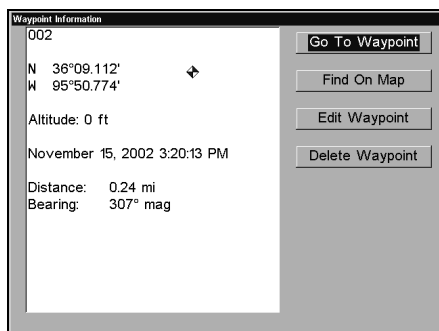 Waypoint Information
002
N 36°09.112'
W 95°50.774'
Altitude: 0 ft
November 15, 2002 3:20:13 PM
Distance: 0.24 mi
Bearing: 307° mag
Go To Waypoint
Find On Map
Edit Waypoint
Delete Waypoint